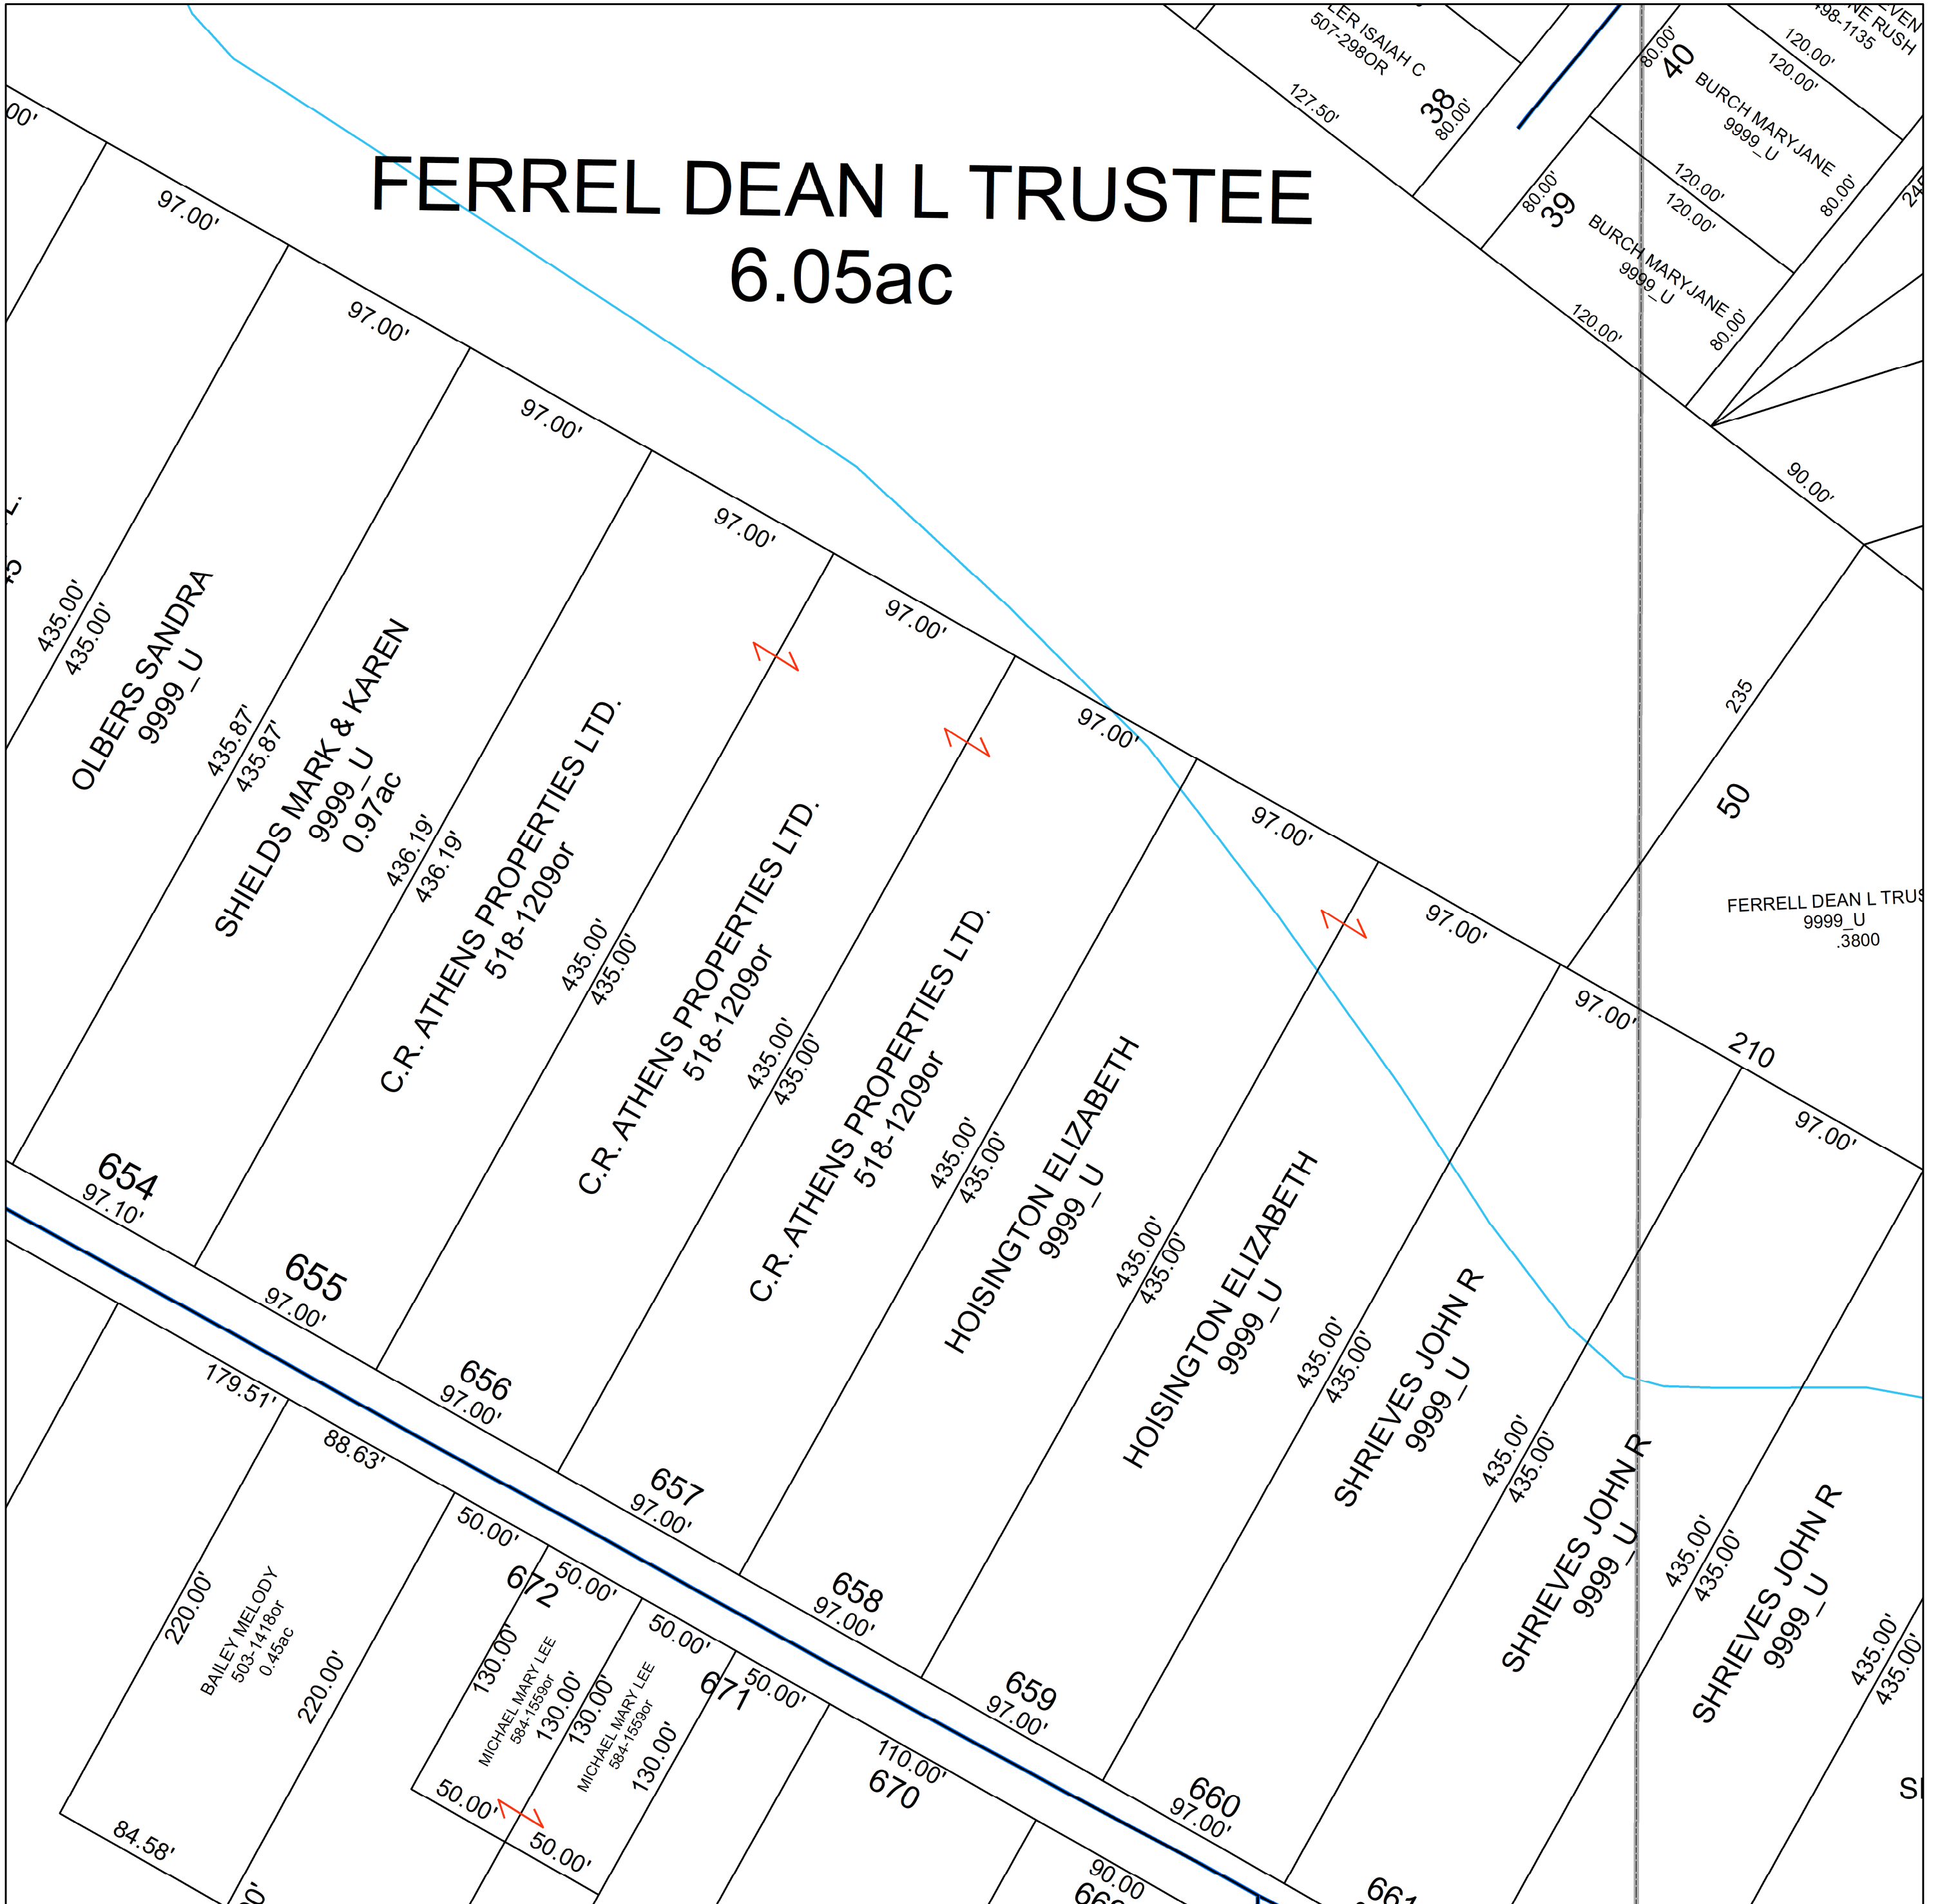 LER ISAIAH C
507-298OR
38
80.00'
127.50'
80.00'
40
BURCH MARYJANE
9999_U
120.00'
120.00'
498-1135
NE RUSH
EVEN
80.00'
39
BURCH MARYJANE
9999_U
120.00'
120.00'
80.00'
80.00'
120.00'
90.00'
FERREL DEAN L TRUSTEE
6.05ac
00'
97.00'
97.00'
97.00'
97.00'
97.00'
97.00'
97.00'
97.00'
97.00'
97.00'
235
50
FERRELL DEAN L TRUS
9999_U
.3800
210
435.00'
435.00'
OLBERS SANDRA
9999_U
435.87'
435.87'
SHIELDS MARK & KAREN
9999_U
0.97ac
436.19'
436.19'
C.R. ATHENS PROPERTIES LTD.
518-1209or
435.00'
435.00'
C.R. ATHENS PROPERTIES LTD.
518-1209or
435.00'
435.00'
C.R. ATHENS PROPERTIES LTD.
518-1209or
435.00'
435.00'
HOISINGTON ELIZABETH
9999_U
435.00'
435.00'
HOISINGTON ELIZABETH
9999_U
435.00'
435.00'
SHRIEVES JOHN R
9999_U
435.00'
435.00'
SHRIEVES JOHN R
9999_U
435.00'
435.00'
SHRIEVES JOHN R
9999_U
435.00'
435.00'
654
97.10'
655
97.00'
656
97.00'
657
97.00'
658
97.00'
659
97.00'
660
97.00'
661
179.51'
88.63'
50.00'
672
50.00'
50.00'
671
50.00'
110.00'
670
90.00
220.00'
BAILEY MELODY
503-1418or
0.45ac
220.00'
84.58'
130.00'
MICHAEL MARY LEE
584-1559or
130.00'
130.00'
MICHAEL MARY LEE
584-1559or
130.00'
50.00'
50.00'